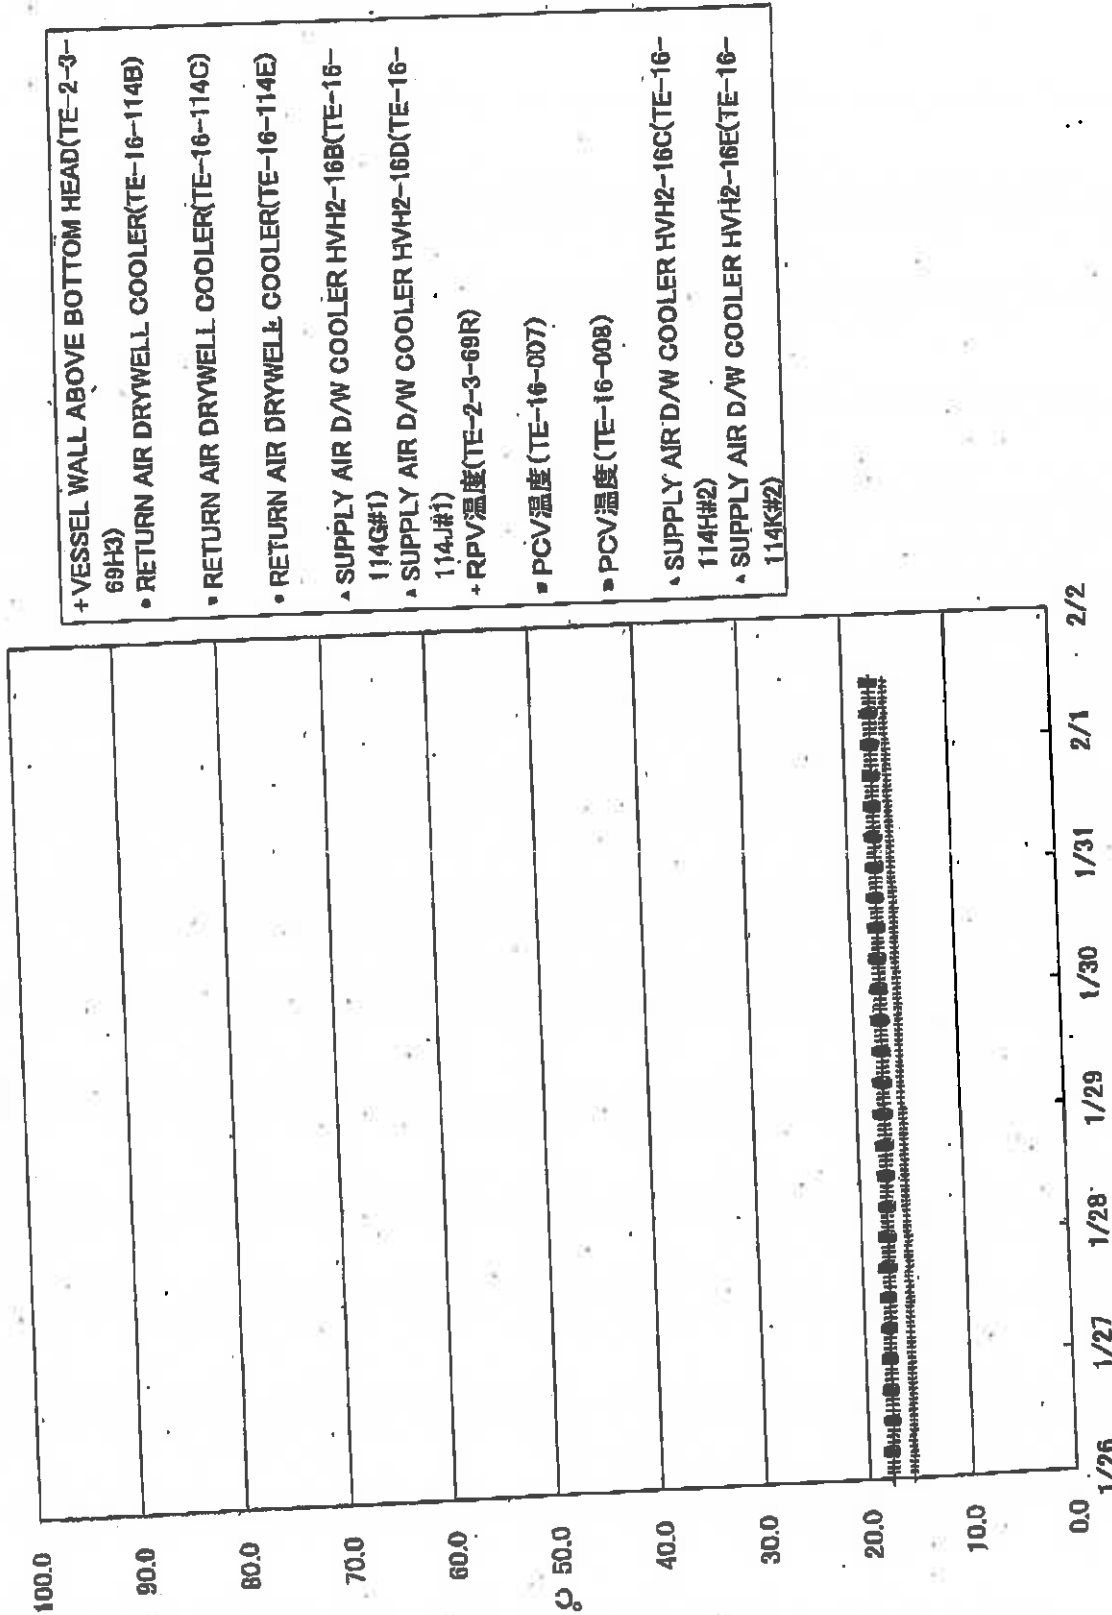 100.0
90.0
80.0
70.0
60.0
℃ 50.0
40.0
30.0
20.0
10.0
0.0
1/26 1/27 1/28 1/29 1/30 1/31 2/1 2/2
+ VESSEL WALL ABOVE BOTTOM HEAD(TE-2-3-
69H3)
• RETURN AIR DRYWELL COOLER(TE-16-114B)
▪ RETURN AIR DRYWELL COOLER(TE-16-114C)
• RETURN AIR DRYWELL COOLER(TE-16-114E)
▲ SUPPLY AIR D/W COOLER HVH2-16B(TE-16-
114G#1)
▲ SUPPLY AIR D/W COOLER HVH2-16D(TE-16-
114J#1)
+ RPV温度(TE-2-3-69R)
■ PCV温度(TE-16-007)
■ PCV温度(TE-16-008)
▲ SUPPLY AIR D/W COOLER HVH2-16C(TE-16-
114H#2)
▲ SUPPLY AIR D/W COOLER HVH2-16E(TE-16-
114K#2)